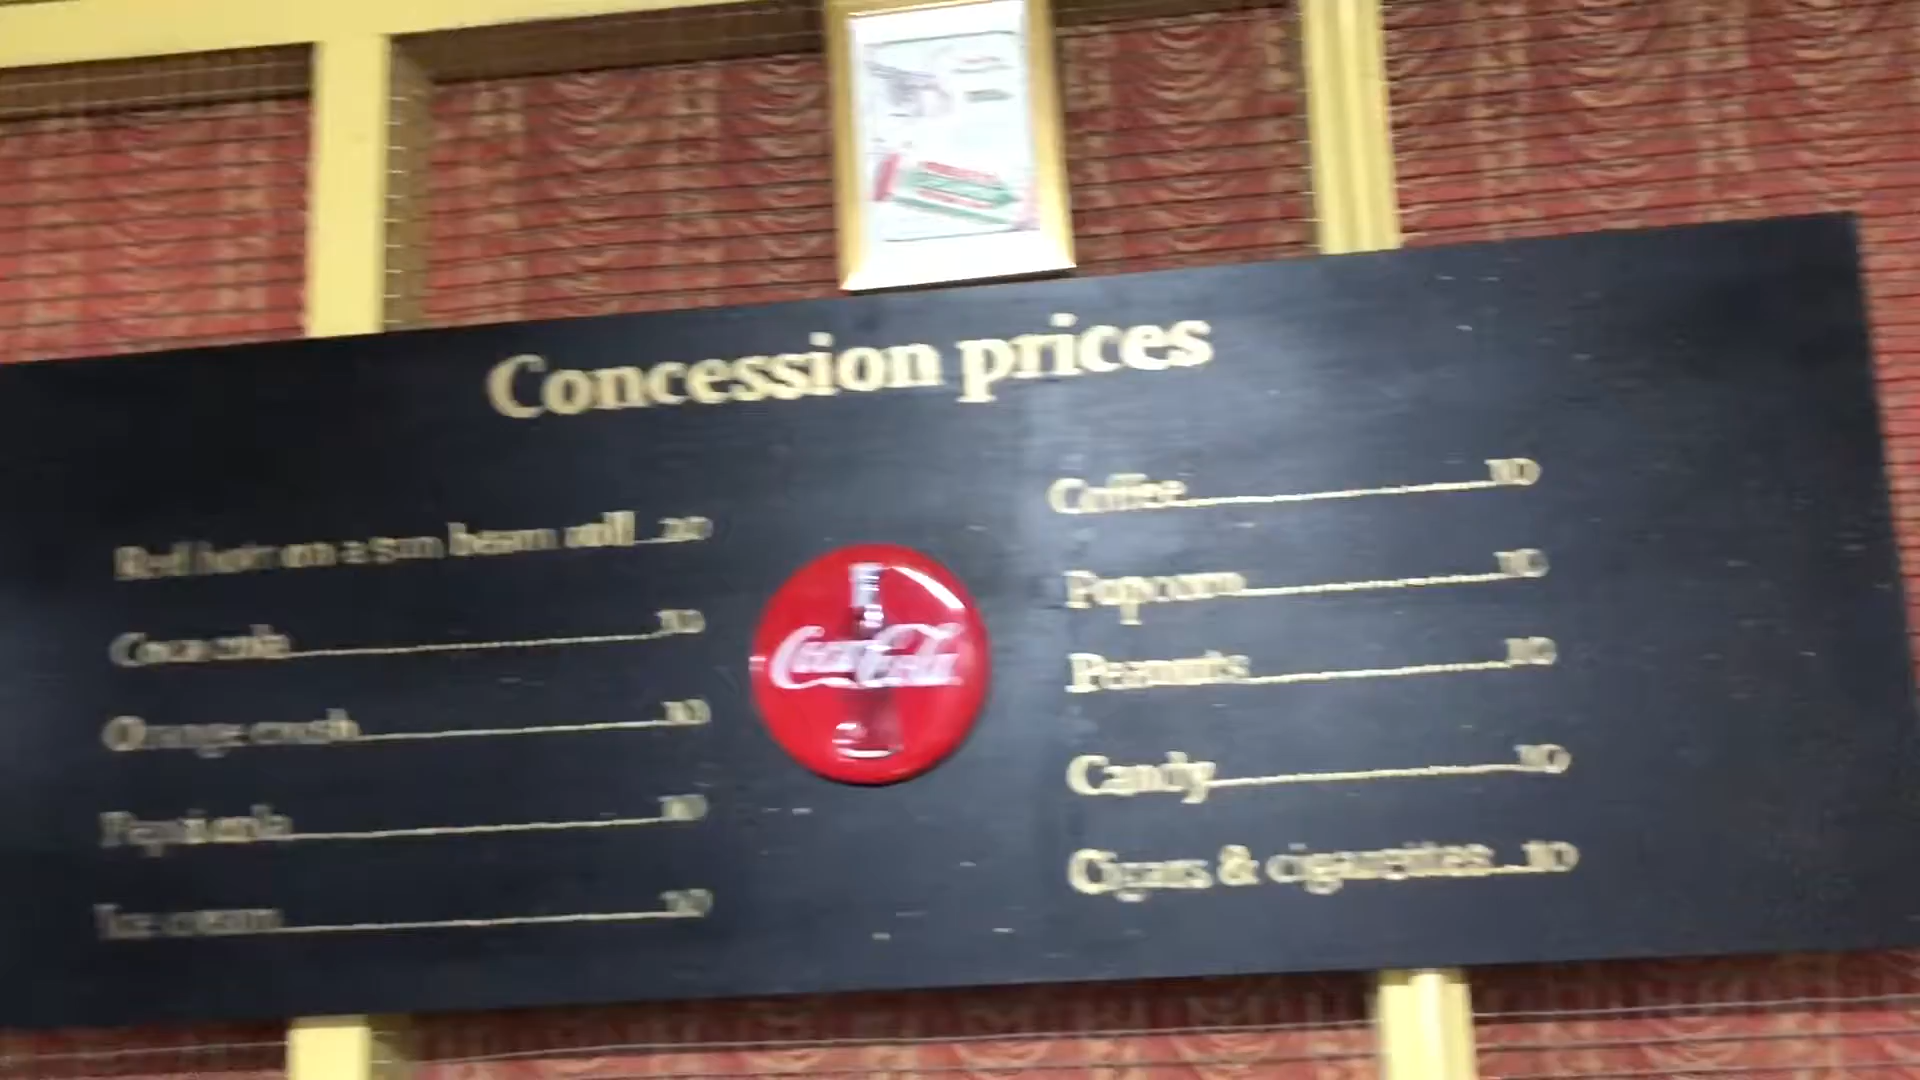 Concession prices
Red hots on a sun beam roll...20
Coca cola...10
Orange crush...10
Pepsi cola...10
Ice cream...10
Coca-Cola
Coffee...10
Popcorn...10
Peanuts...10
Candy...10
Cigars & cigarettes...10